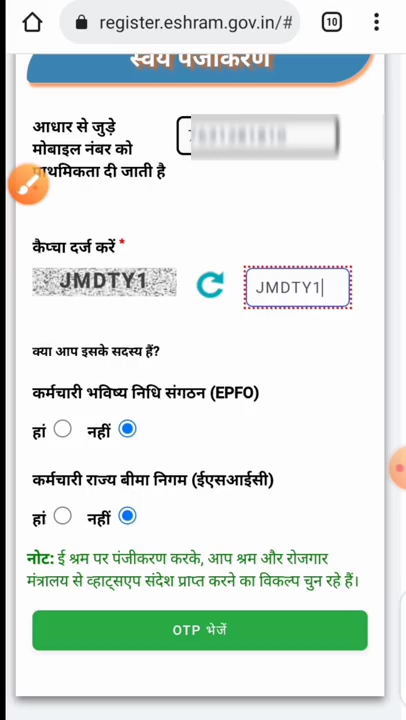 register.eshram.gov.in/#
10
स्वयं पंजीकरण
आधार से जुड़े
मोबाइल नंबर को
प्राथमिकता दी जाती है
कैप्चा दर्ज करें *
JMDTY1
JMDTY1
क्या आप इसके सदस्य हैं?
कर्मचारी भविष्य निधि संगठन (EPFO)
हां नहीं
कर्मचारी राज्य बीमा निगम (ईएसआईसी)
हां नहीं
नोट: ई श्रम पर पंजीकरण करके, आप श्रम और रोजगार
मंत्रालय से व्हाट्सएप संदेश प्राप्त करने का विकल्प चुन रहे हैं।
OTP भेजें